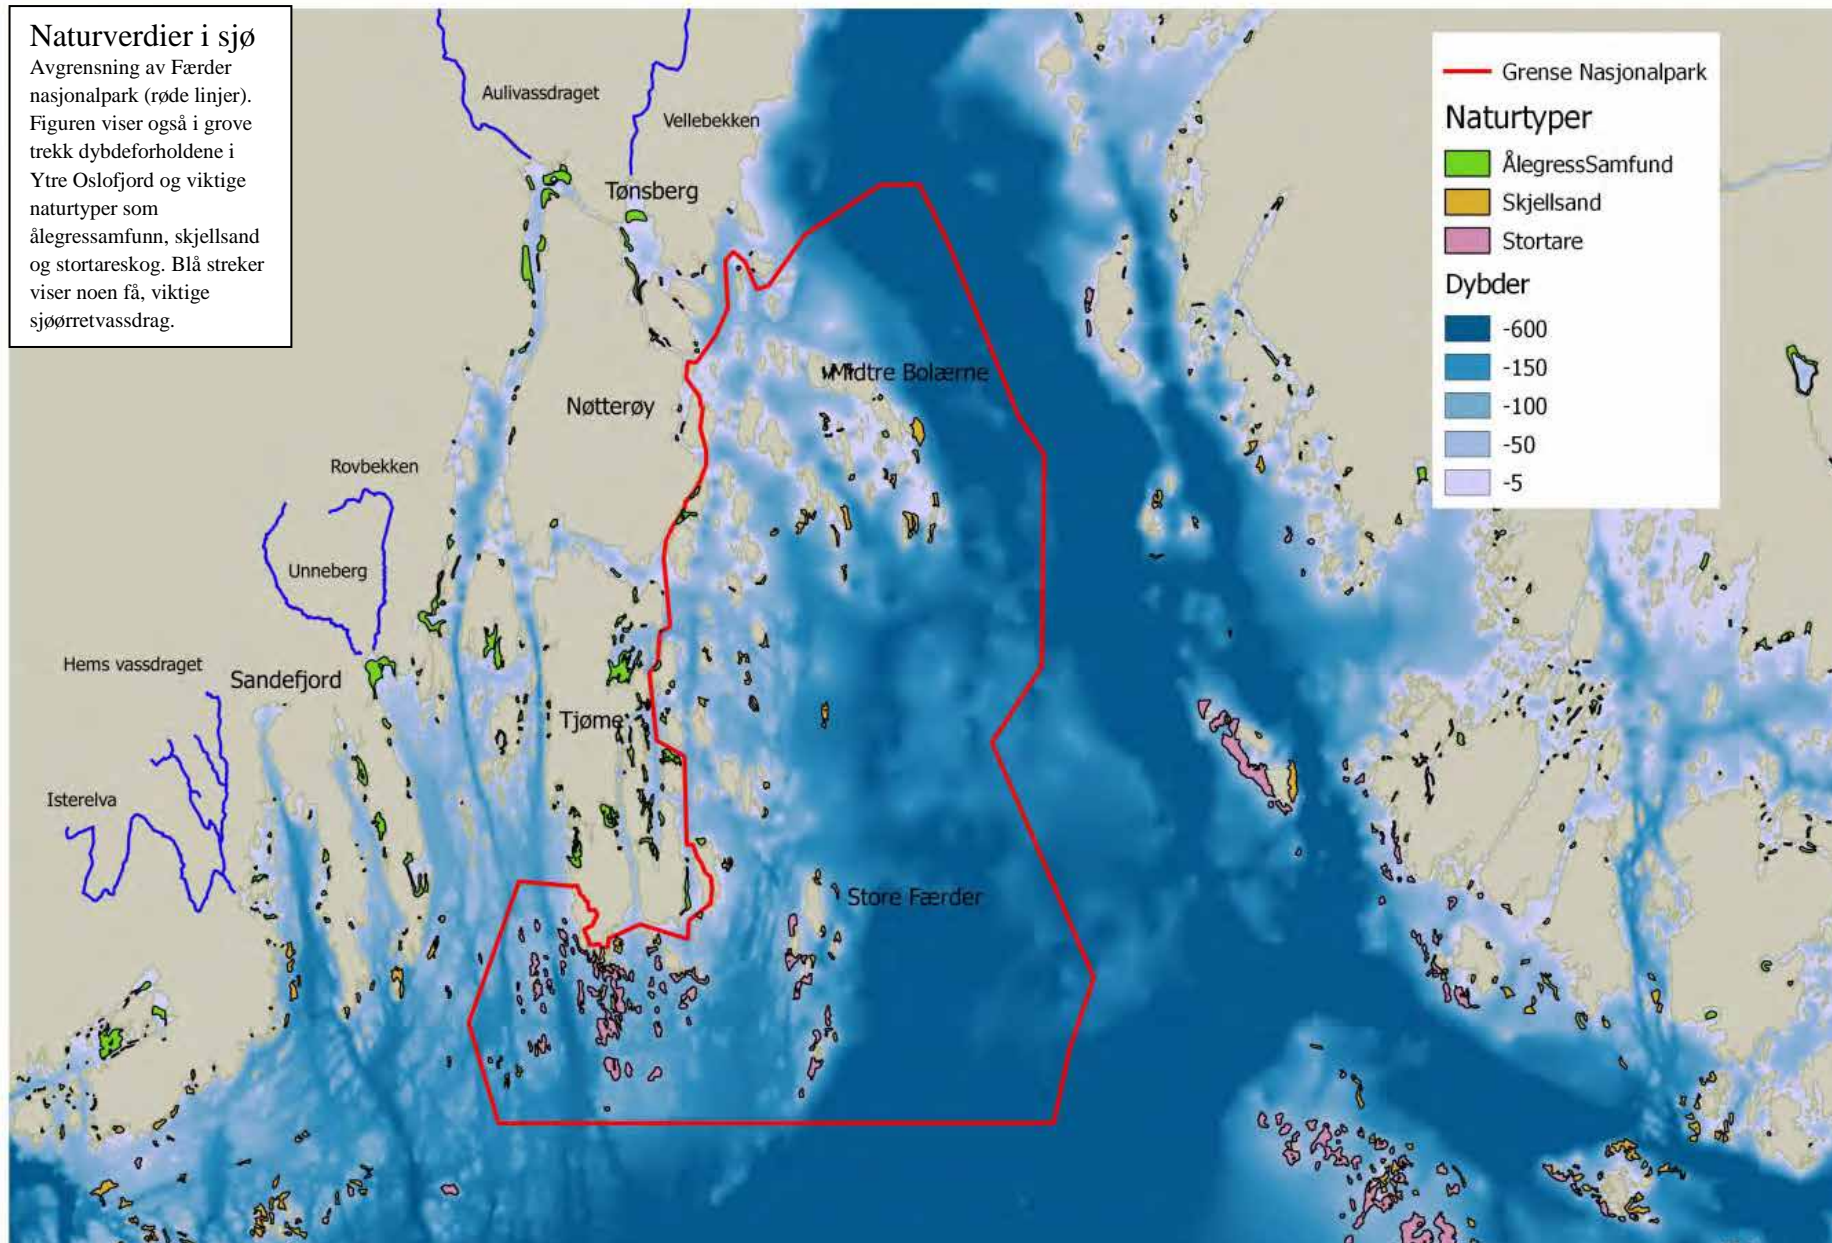 Naturverdier i sjø
Avgrensning av Færder
nasjonalpark (røde linjer).
Figuren viser også i grove
trekk dybdeforholdene i
Ytre Oslofjord og viktige
naturtyper som
ålegressamfunn, skjellsand
og stortareskog. Blå streker
viser noen få, viktige
sjøørretvassdrag.
Aulivassdraget
Vellebekken
Tønsberg
Midtre Bolærne
Nøtterøy
Rovbekken
Unneberg
Hems vassdraget
Sandefjord
Tjøme
Isterelva
Store Færder
Grense Nasjonalpark
Naturtyper
ÅlegressSamfund
Skjellsand
Stortare
Dybder
-600
-150
-100
-50
-5